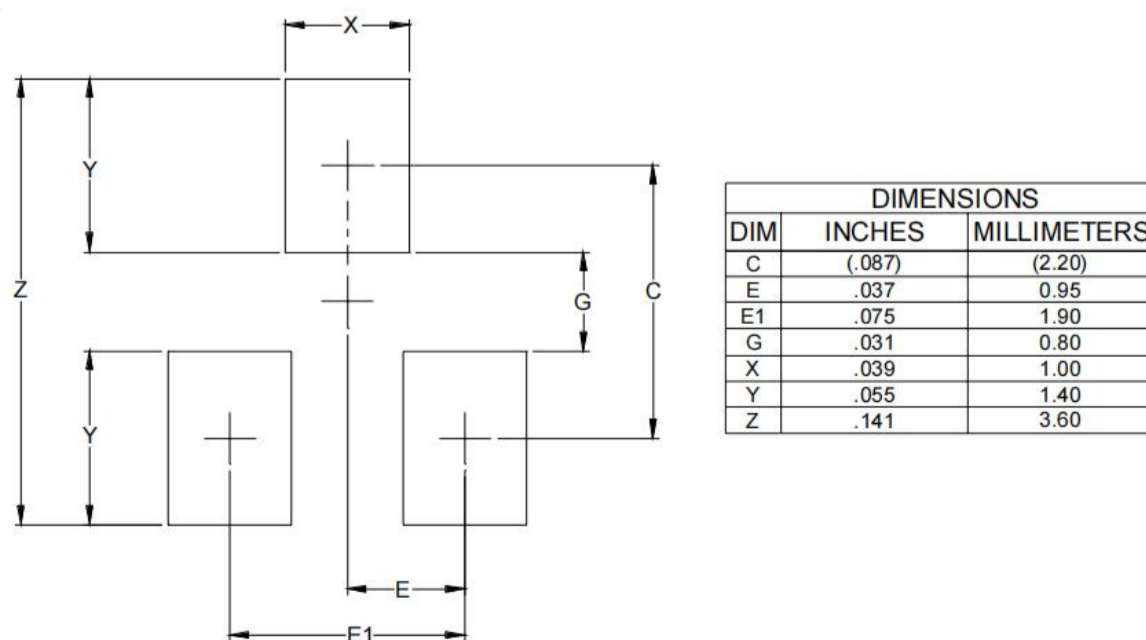 X
Y
Z
G
C
Y
E
E1
DIMENSIONS
DIM INCHES MILLIMETERS
C (.087) (2.20)
E .037 0.95
E1 .075 1.90
G .031 0.80
X .039 1.00
Y .055 1.40
Z .141 3.60